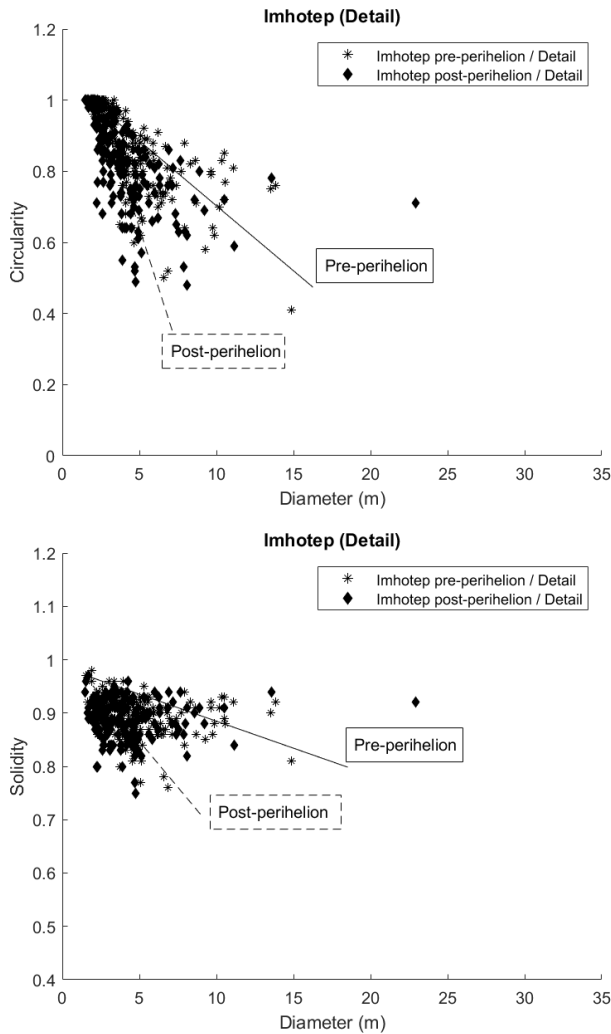 Imhotep (Detail)
1.2
Imhotep pre-perihelion / Detail
Imhotep post-perihelion / Detail
1
0.8
Circularity
0.6
Pre-perihelion
0.4
Post-perihelion
0.2
0
0 5 10 15 20 25 30 35
Diameter (m)
Imhotep (Detail)
1.2
Imhotep pre-perihelion / Detail
Imhotep post-perihelion / Detail
1.1
1
0.9
Solidity
Pre-perihelion
0.8
Post-perihelion
0.7
0.6
0.5
0.4
0 5 10 15 20 25 30 35
Diameter (m)